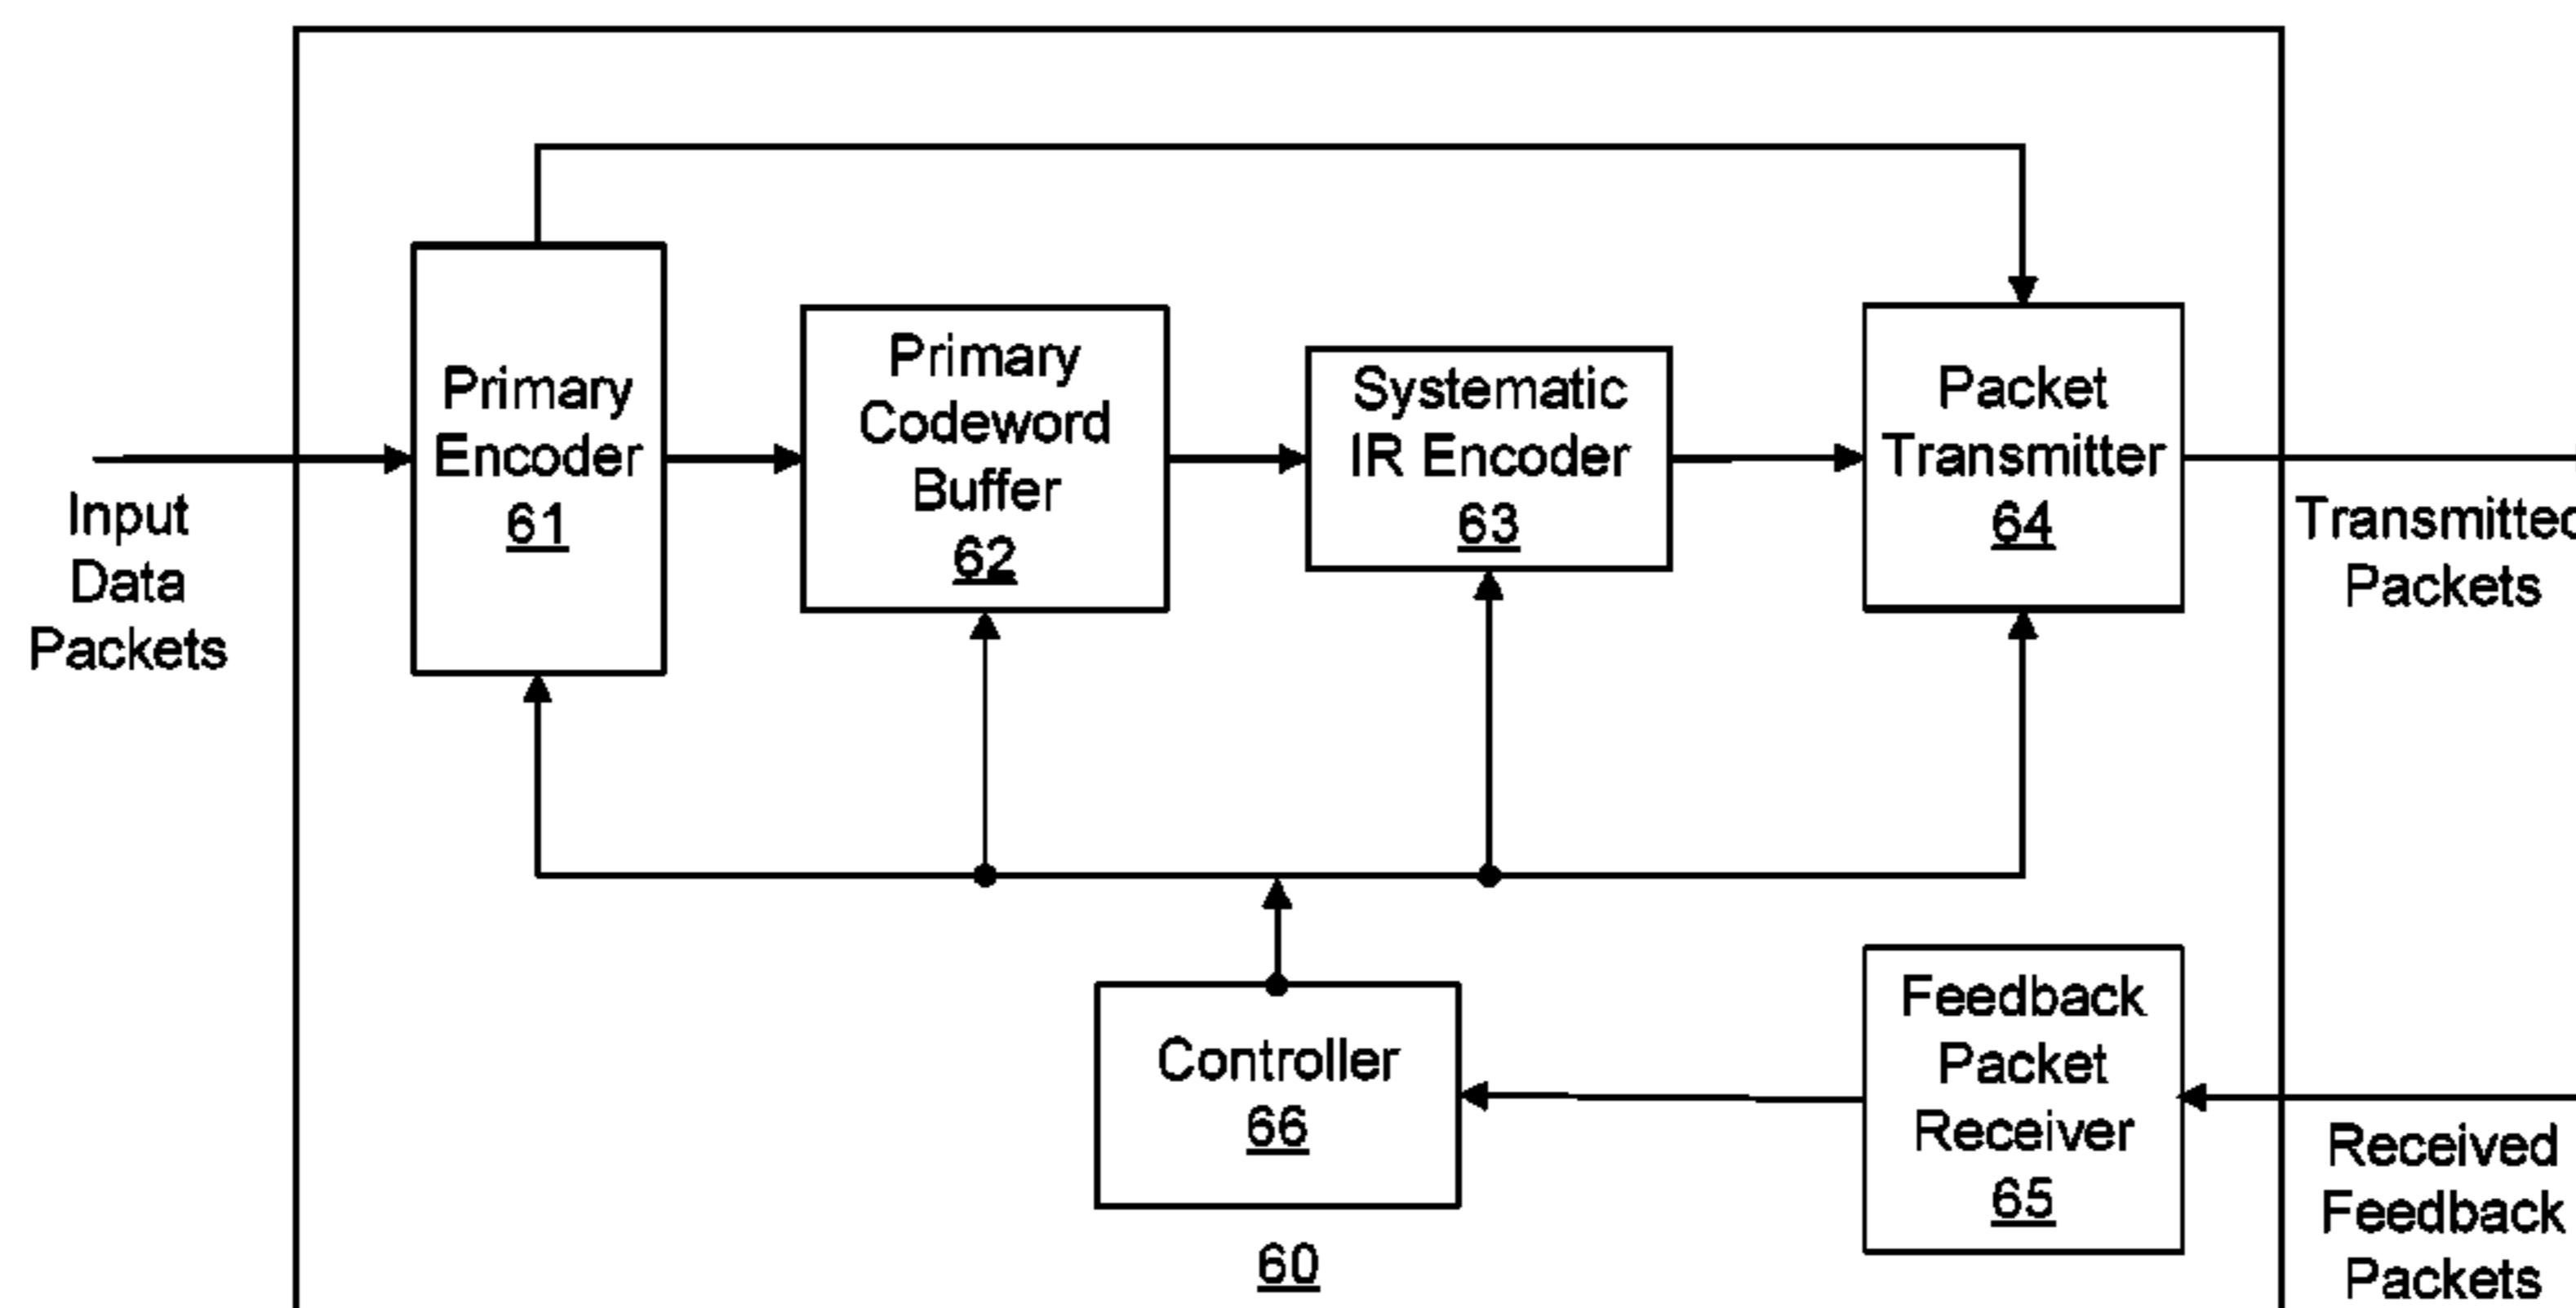 Input
Data
Packets
Primary
Encoder
61
Primary
Codeword
Buffer
62
Systematic
IR Encoder
63
Packet
Transmitter
64
Transmitted
Packets
Controller
66
Feedback
Packet
Receiver
65
Received
Feedback
Packets
60